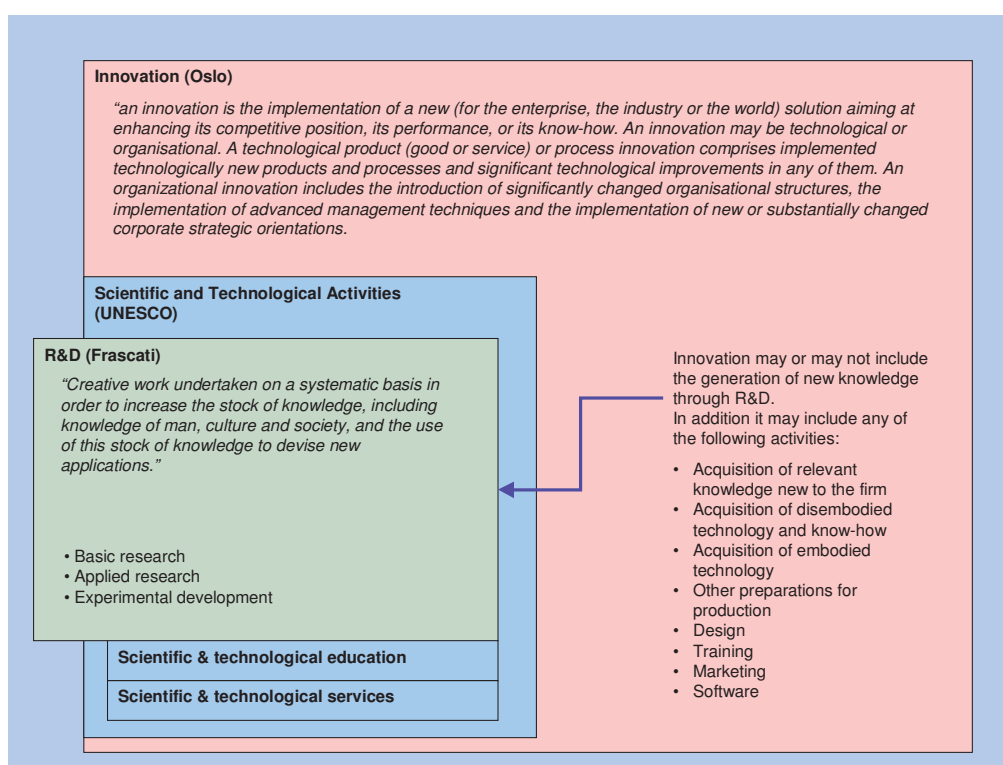 Innovation (Oslo)
“an innovation is the implementation of a new (for the enterprise, the industry or the world) solution aiming at
enhancing its competitive position, its performance, or its know-how. An innovation may be technological or
organisational. A technological product (good or service) or process innovation comprises implemented
technologically new products and processes and significant technological improvements in any of them. An
organizational innovation includes the introduction of significantly changed organisational structures, the
implementation of advanced management techniques and the implementation of new or substantially changed
corporate strategic orientations.
Scientific and Technological Activities
(UNESCO)
R&D (Frascati)
“Creative work undertaken on a systematic basis in
order to increase the stock of knowledge, including
knowledge of man, culture and society, and the use
of this stock of knowledge to devise new
applications.”
• Basic research
• Applied research
• Experimental development
Scientific & technological education
Scientific & technological services
Innovation may or may not include
the generation of new knowledge
through R&D.
In addition it may include any of
the following activities:
• Acquisition of relevant
knowledge new to the firm
• Acquisition of disembodied
technology and know-how
• Acquisition of embodied
technology
• Other preparations for
production
• Design
• Training
• Marketing
• Software